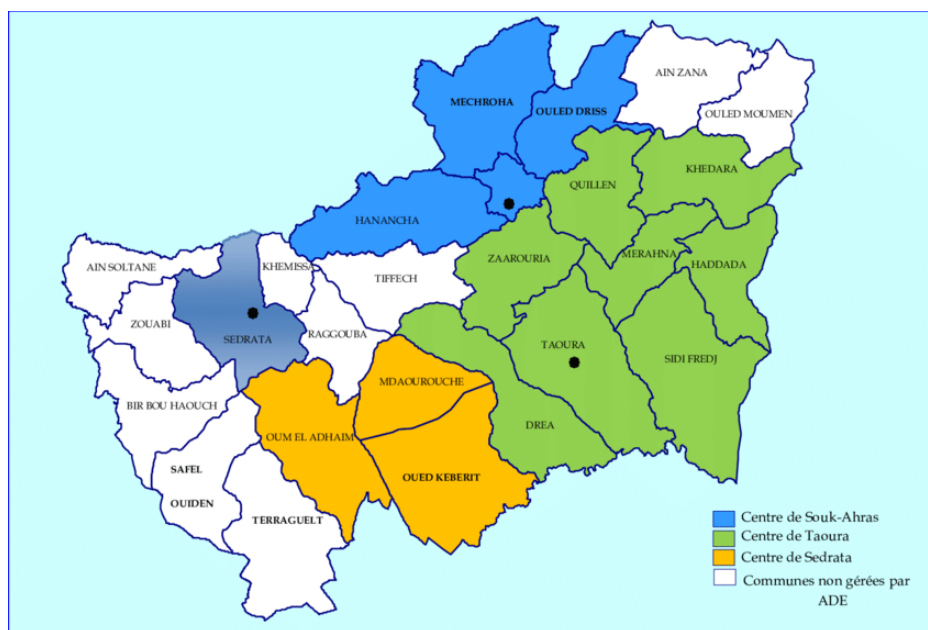 AIN ZANA
MECHROHA
OULED DRISS
OULED MOUMEN
KHEDARA
QUILLEN
HANANCHA
ZAAROURIA
MERAHNA
HADDADA
AIN SOLTANE
KHEMISSA
TIFFECH
ZOUABI
SEDRATA
RAGGOUBA
TAOURA
SIDI FREDJ
MDAOUROUCHE
BIR BOU HAOUCH
OUM EL ADHAIM
DREA
SAFEL
OUIDEN
OUED KEBERIT
TERRAGUELT
Centre de Souk-Ahras
Centre de Taoura
Centre de Sedrata
Communes non gérées par
ADE